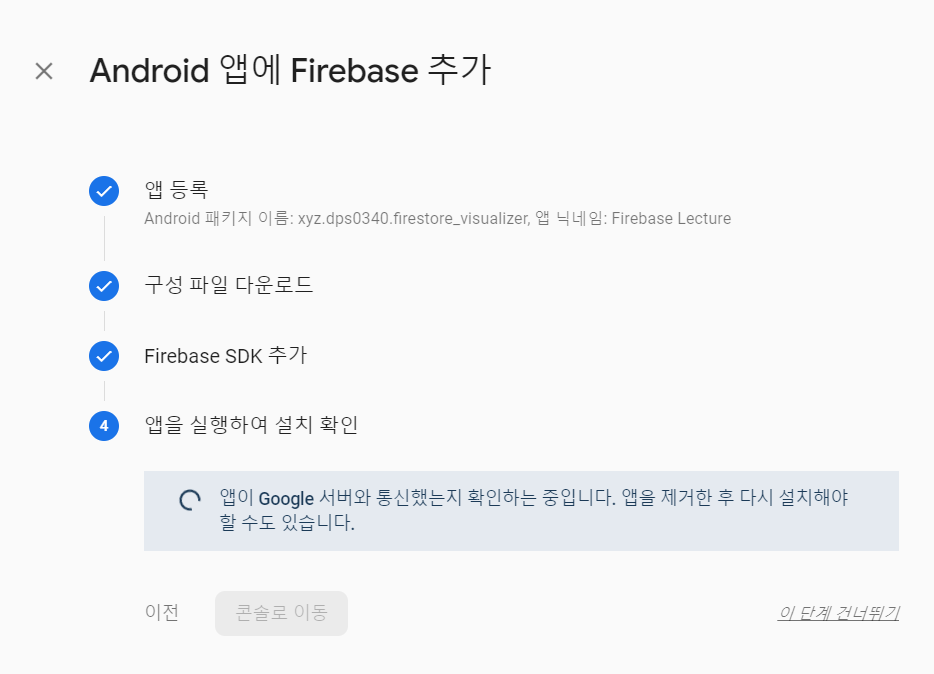 Android 앱에 Firebase 추가
앱 등록
Android 패키지 이름: xyz.dps0340.firestore_visualizer, 앱 닉네임: Firebase Lecture
구성 파일 다운로드
Firebase SDK 추가
4
앱을 실행하여 설치 확인
앱이 Google 서버와 통신했는지 확인하는 중입니다. 앱을 제거한 후 다시 설치해야
할 수도 있습니다.
이전
콘솔로 이동
이 단계 건너뛰기